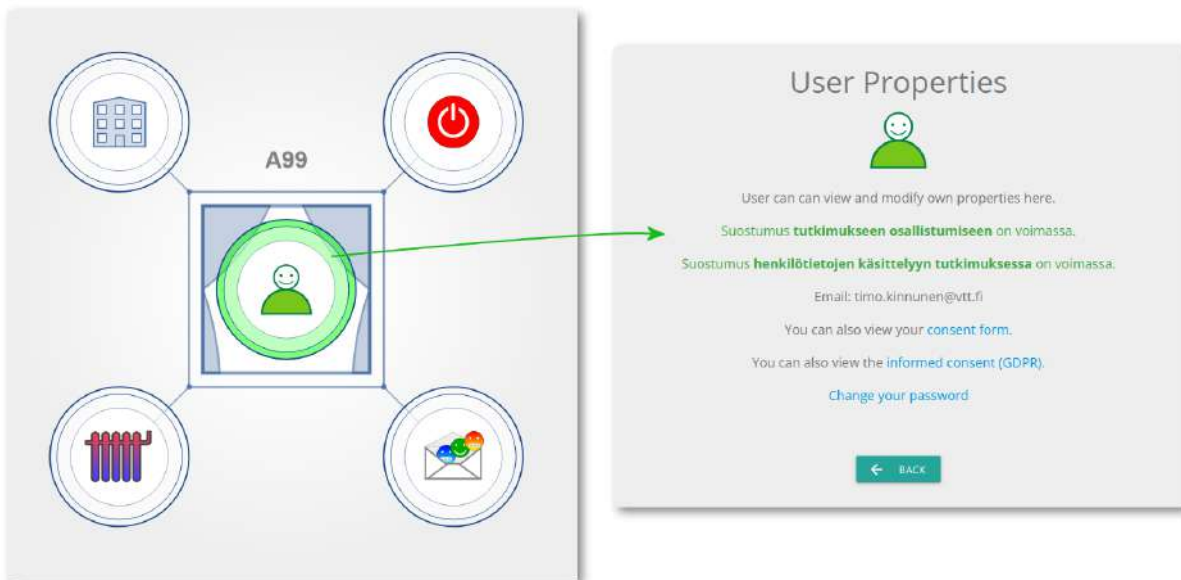 A99
User Properties
User can can view and modify own properties here.
Suostumus tutkimukseen osallistumiseen on voimassa.
Suostumus henkilötietojen käsittelyyn tutkimuksessa on voimassa.
Email: timo.kinnunen@vtt.fi
You can also view your consent form.
You can also view the informed consent (GDPR).
Change your password
BACK